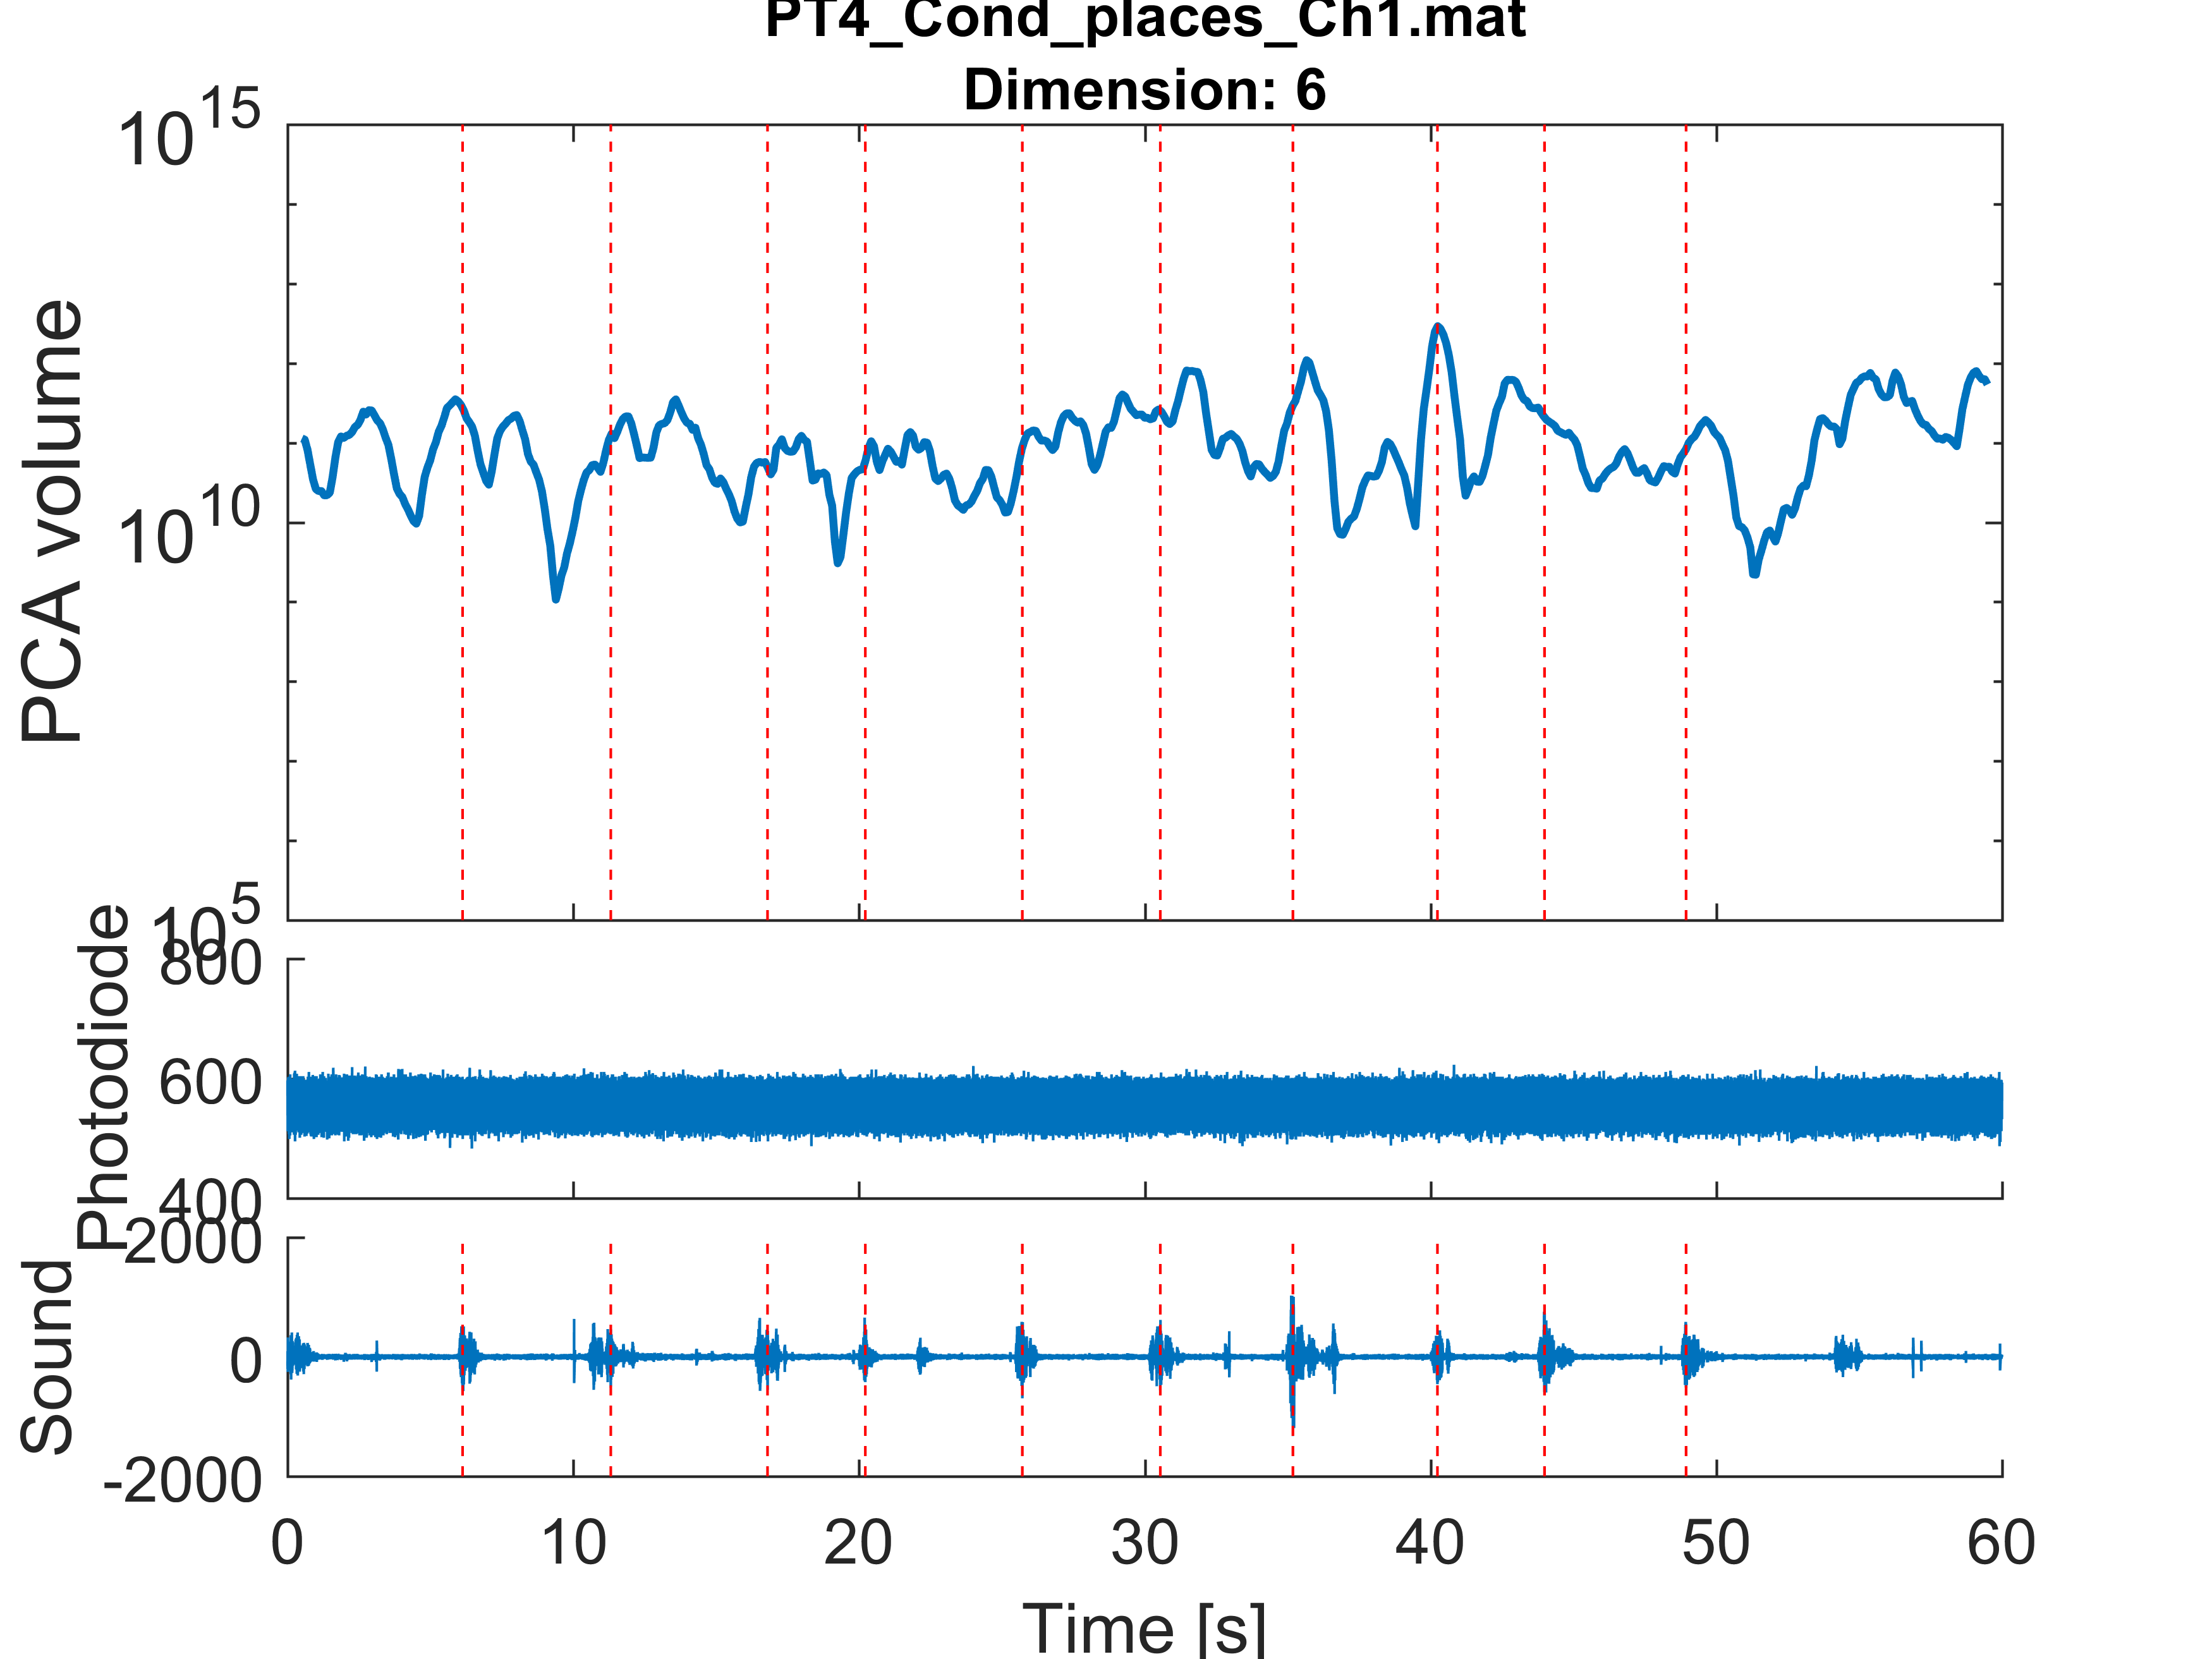 PT4_Cond_places_Ch1.mat
Dimension: 6
PCA volume
10^15
10^10
10^5
Photodiode
800
600
400
Sound
2000
0
-2000
0 10 20 30 40 50 60
Time [s]